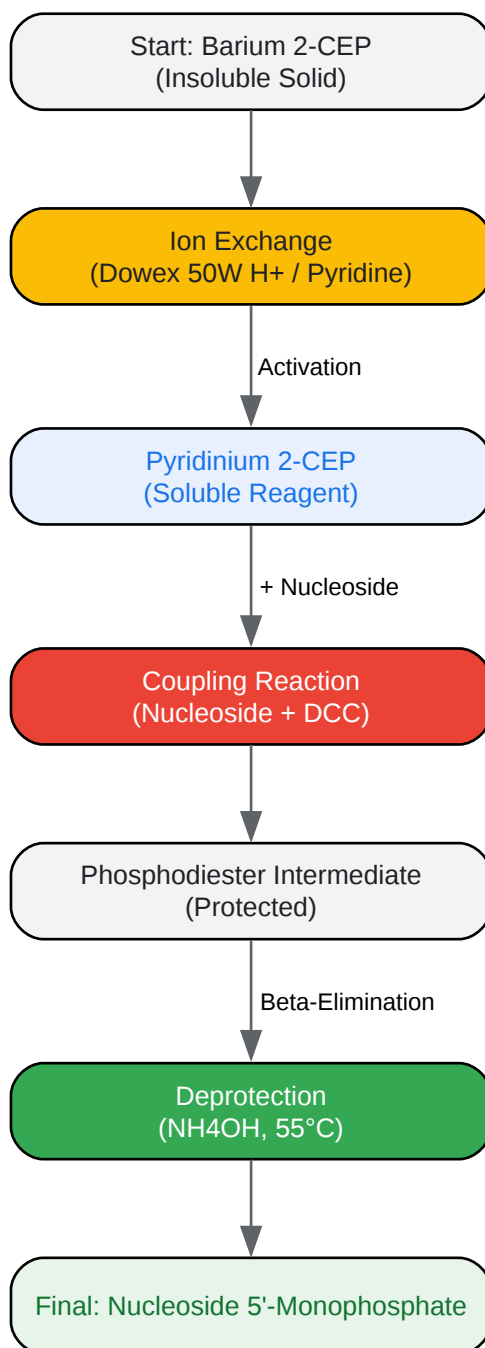 Start: Barium 2-CEP
(Insoluble Solid)
Ion Exchange
(Dowex 50W H+ / Pyridine)
Activation
Pyridinium 2-CEP
(Soluble Reagent)
+ Nucleoside
Coupling Reaction
(Nucleoside + DCC)
Phosphodiester Intermediate
(Protected)
Beta-Elimination
Deprotection
(NH4OH, 55°C)
Final: Nucleoside 5'-Monophosphate